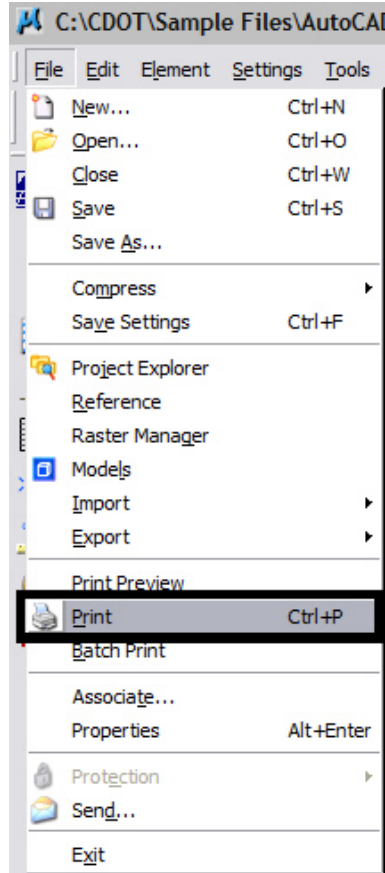 C:\CDOT\Sample Files\AutoCAD
File Edit Element Settings Tools
New... Ctrl+N
Open... Ctrl+O
Close Ctrl+W
Save Ctrl+S
Save As...
Compress
Save Settings Ctrl+F
Project Explorer
Reference
Raster Manager
Models
Import
Export
Print Preview
Print Ctrl+P
Batch Print
Associate...
Properties Alt+Enter
Protection
Send...
Exit